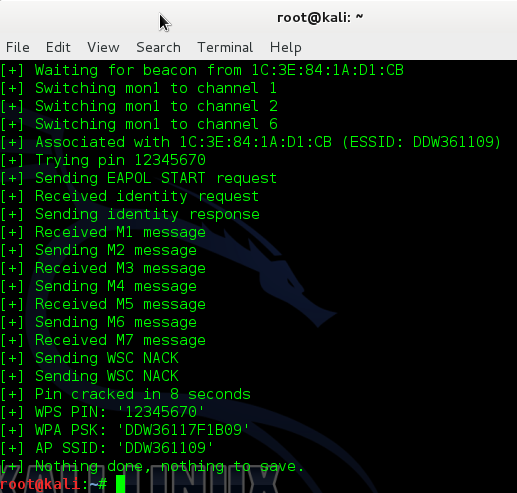 root@kali: ~
File Edit View Search Terminal Help
[+] Waiting for beacon from 1C:3E:84:1A:D1:CB
[+] Switching mon1 to channel 1
[+] Switching mon1 to channel 2
[+] Switching mon1 to channel 6
[+] Associated with 1C:3E:84:1A:D1:CB (ESSID: DDW361109)
[+] Trying pin 12345670
[+] Sending EAPOL START request
[+] Received identity request
[+] Sending identity response
[+] Received M1 message
[+] Sending M2 message
[+] Received M3 message
[+] Sending M4 message
[+] Received M5 message
[+] Sending M6 message
[+] Received M7 message
[+] Sending WSC NACK
[+] Sending WSC NACK
[+] Pin cracked in 8 seconds
[+] WPS PIN: '12345670'
[+] WPA PSK: 'DDW36117F1B09'
[+] AP SSID: 'DDW361109'
[+] Nothing done, nothing to save.
root@kali:~#
KALI LINUX